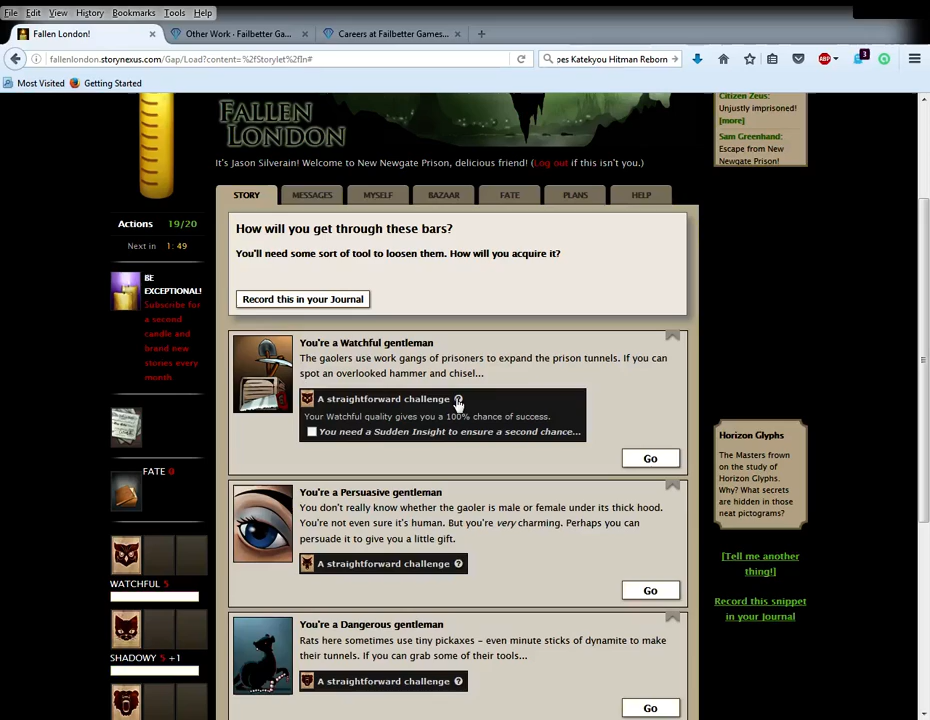 File Edit View History Bookmarks Tools Help
Fallen London! × Other Work · Failbetter Ga... × Careers at Failbetter Games... × +
fallenlondon.storynexus.com/Gap/Load?content=%2fStorylet%2fIn#
pes Katekyou Hitman Reborn
ABP
3
Most Visited Getting Started
FALLEN
LONDON
It's Jason Silverain! Welcome to New Newgate Prison, delicious friend! (Log out if this isn't you.)
STORY MESSAGES MYSELF BAZAAR FATE PLANS HELP
Actions 19/20
Next in 1: 49
BE
EXCEPTIONAL!
Subscribe for
a second
candle and
brand new
stories every
month
FATE 0
WATCHFUL 5
SHADOWY 5 +1
How will you get through these bars?
You'll need some sort of tool to loosen them. How will you acquire it?
Record this in your Journal
You're a Watchful gentleman
The gaolers use work gangs of prisoners to expand the prison tunnels. If you can
spot an overlooked hammer and chisel...
A straightforward challenge
Your Watchful quality gives you a 100% chance of success.
You need a Sudden Insight to ensure a second chance...
Go
You're a Persuasive gentleman
You don't really know whether the gaoler is male or female under its thick hood.
You're not even sure it's human. But you're very charming. Perhaps you can
persuade it to give you a little gift.
A straightforward challenge ?
Go
You're a Dangerous gentleman
Rats here sometimes use tiny pickaxes – even minute sticks of dynamite to make
their tunnels. If you can grab some of their tools...
A straightforward challenge ?
Go
Citizen Zeus:
Unjustly imprisoned!
[more]
Sam Greenhand:
Escape from New
Newgate Prison!
Horizon Glyphs
The Masters frown
on the study of
Horizon Glyphs.
Why? What secrets
are hidden in those
neat pictograms?
[Tell me another
thing!]
Record this snippet
in your Journal